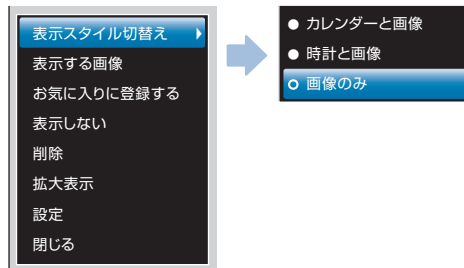 表示スタイル切替え
表示する画像
お気に入りに登録する
表示しない
削除
拡大表示
設定
閉じる
カレンダーと画像
時計と画像
画像のみ